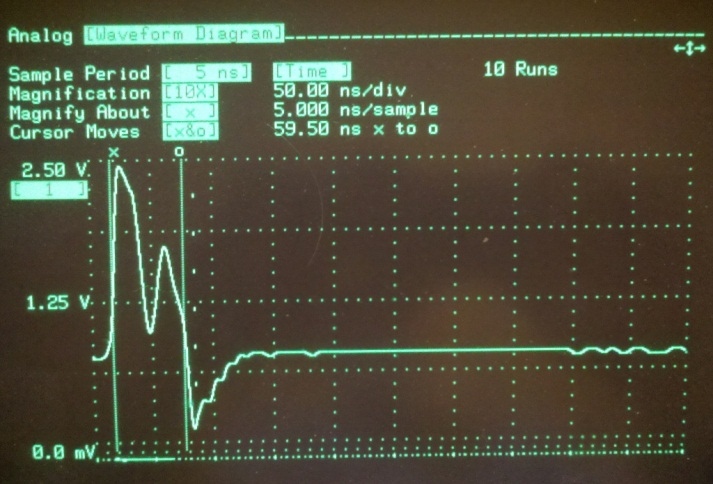 Analog [Waveform Diagram]
Sample Period [ 5 ns] [Time ] 10 Runs
Magnification [10X] 50.00 ns/div
Magnify About [ x ] 5.000 ns/sample
Cursor Moves [x&o] 59.50 ns x to o
x o
2.50 V
[ 1 ]
1.25 V
0.0 mV